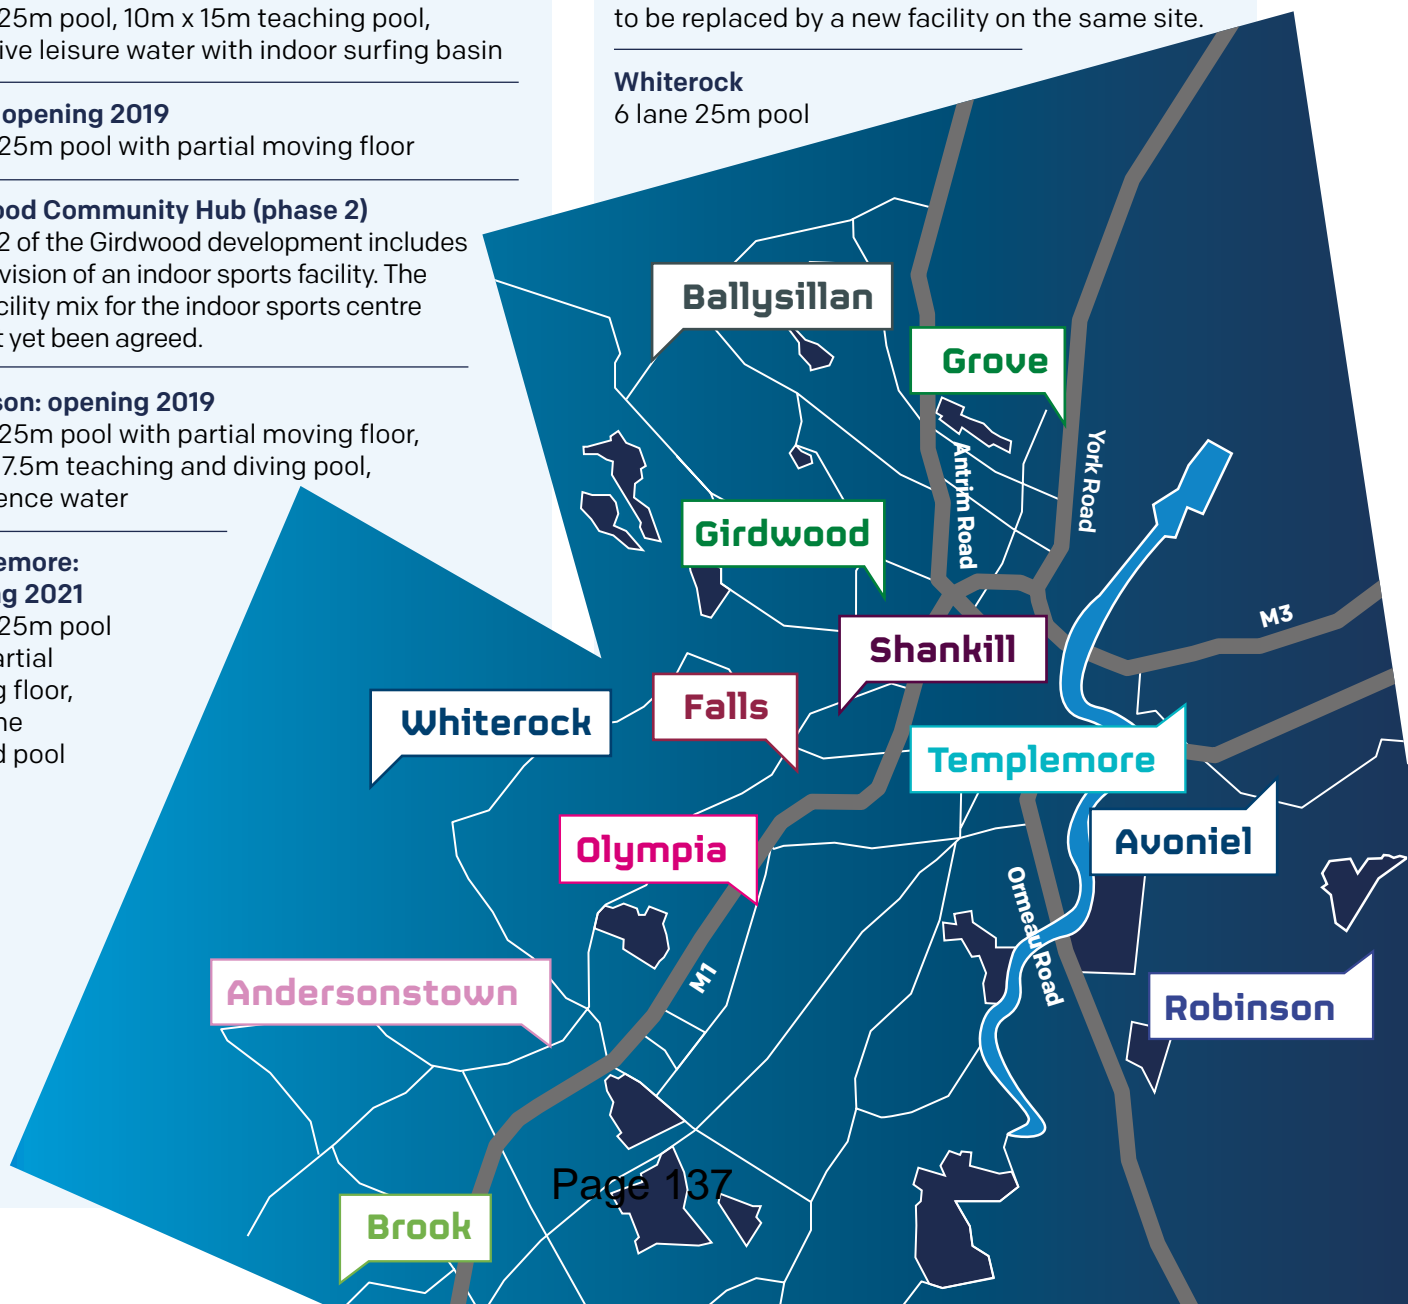 25m pool, 10m x 15m teaching pool,
ive leisure water with indoor surfing basin
opening 2019
25m pool with partial moving floor
ood Community Hub (phase 2)
2 of the Girdwood development includes
vision of an indoor sports facility. The
cility mix for the indoor sports centre
t yet been agreed.
son: opening 2019
25m pool with partial moving floor,
7.5m teaching and diving pool,
ence water
emore:
ng 2021
25m pool
artial
g floor,
ne
d pool
to be replaced by a new facility on the same site.
Whiterock
6 lane 25m pool
Ballysillan
Grove
Antrim Road
York Road
Girdwood
M3
Shankill
Falls
Whiterock
Templemore
Olympia
Avoniel
Ormeau Road
M1
Andersonstown
Robinson
Brook
Page 137